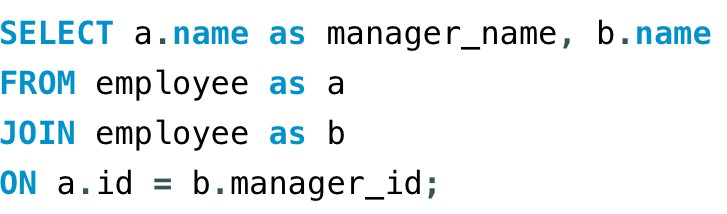 SELECT a.name as manager_name, b.name
FROM employee as a
JOIN employee as b
ON a.id = b.manager_id;